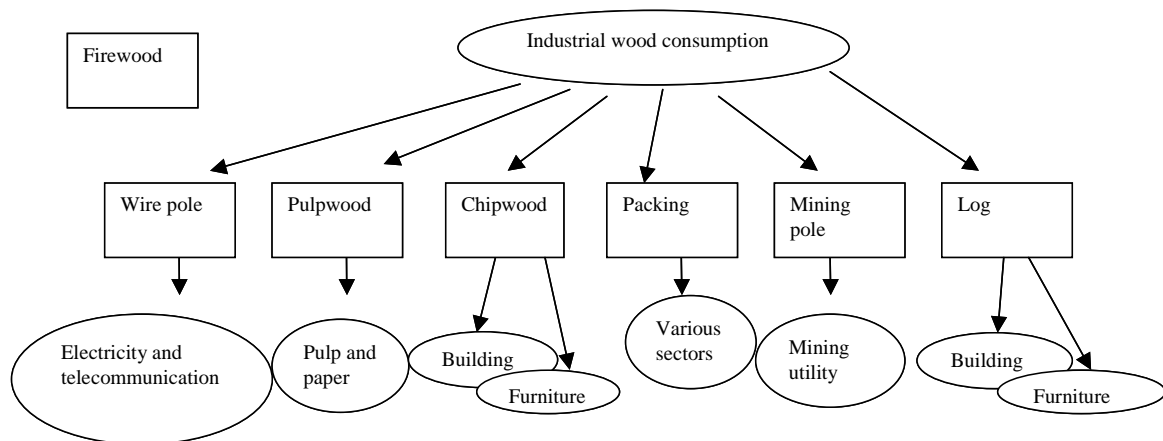 Industrial wood consumption
Firewood
Wire pole
Pulpwood
Chipwood
Packing
Mining
pole
Log
Electricity and
telecommunication
Pulp and
paper
Building
Furniture
Various
sectors
Mining
utility
Building
Furniture